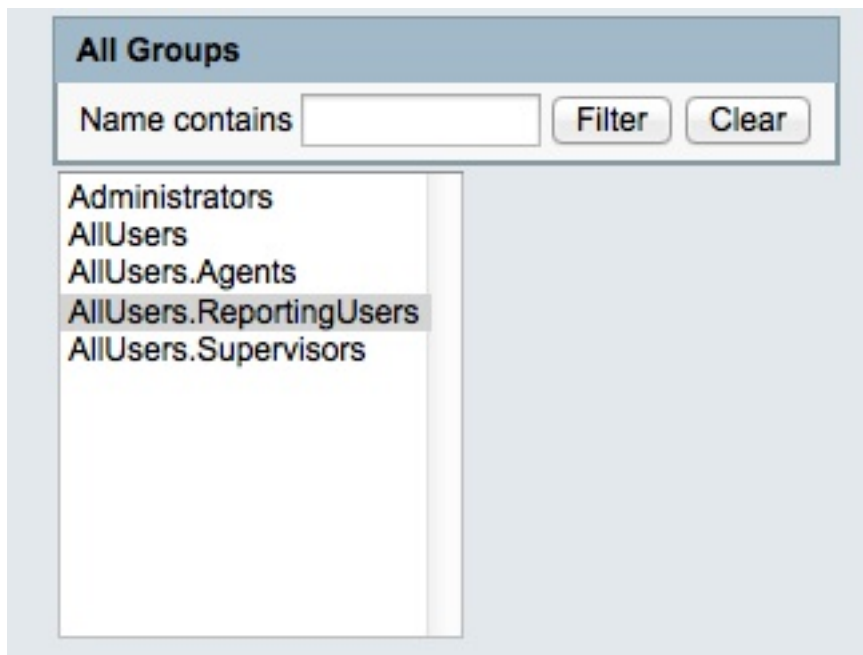 All Groups
Name contains Filter Clear
Administrators
AllUsers
AllUsers.Agents
AllUsers.ReportingUsers
AllUsers.Supervisors